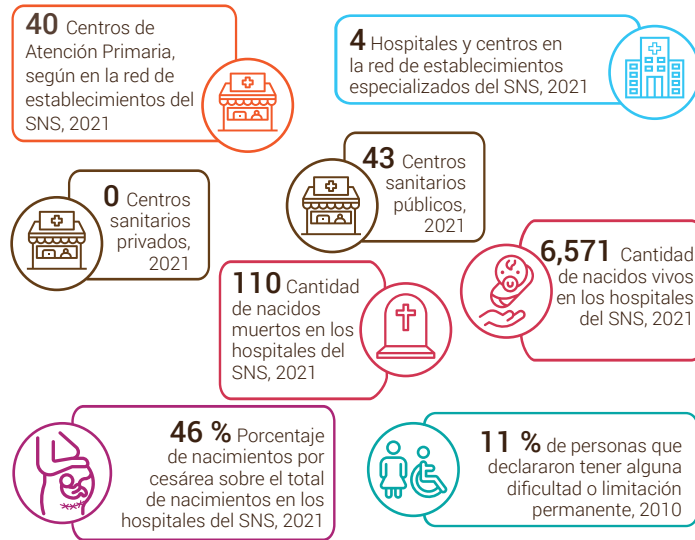 40 Centros de
Atención Primaria,
según en la red de
establecimientos del
SNS, 2021
4 Hospitales y centros en
la red de establecimientos
especializados del SNS, 2021
0 Centros
sanitarios
privados,
2021
43 Centros
sanitarios
públicos,
2021
110 Cantidad
de nacidos
muertos en los
hospitales del
SNS, 2021
6,571 Cantidad
de nacidos vivos
en los hospitales
del SNS, 2021
46 % Porcentaje
de nacimientos por
cesárea sobre el total
de nacimientos en los
hospitales del SNS, 2021
11 % de personas que
declararon tener alguna
dificultad o limitación
permanente, 2010